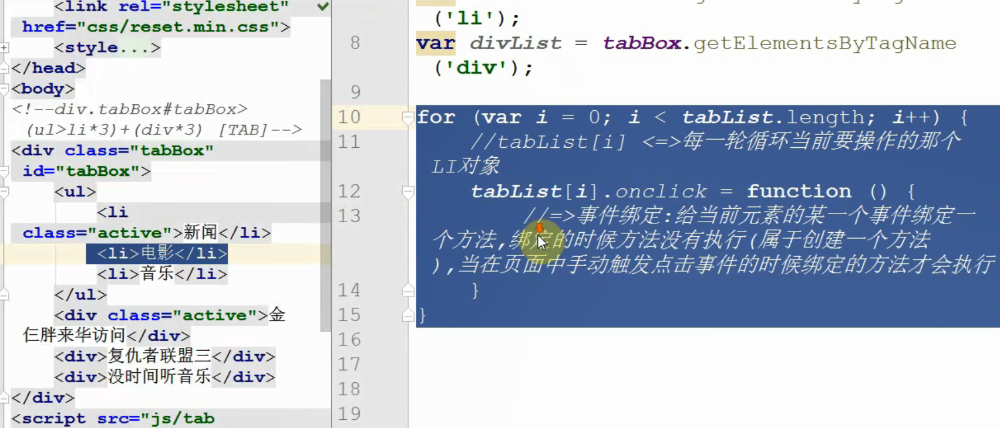 <link rel="stylesheet"
href="css/reset.min.css">
<style...>
</head>
<body>
<!--div.tabBox#tabBox>
(ul>li*3)+(div*3) [TAB]-->
<div class="tabBox"
id="tabBox">
<ul>
<li
class="active">新闻</li>
<li>电影</li>
<li>音乐</li>
</ul>
<div class="active">金
仨胖来华访问</div>
<div>复仇者联盟三</div>
<div>没时间听音乐</div>
</div>
<script src="js/tab
('li');
8 var divList = tabBox.getElementsByTagName
('div');
9
10 for (var i = 0; i < tabList.length; i++) {
11 //tabList[i] <=>每一轮循环当前要操作的那个
LI对象
12 tabList[i].onclick = function () {
13 //=>事件绑定:给当前元素的某一个事件绑定一
个方法,绑定的时候方法没有执行(属于创建一个方法
),当在页面中手动触发点击事件的时候绑定的方法才会执行
14 }
15 }
16
17
18
19